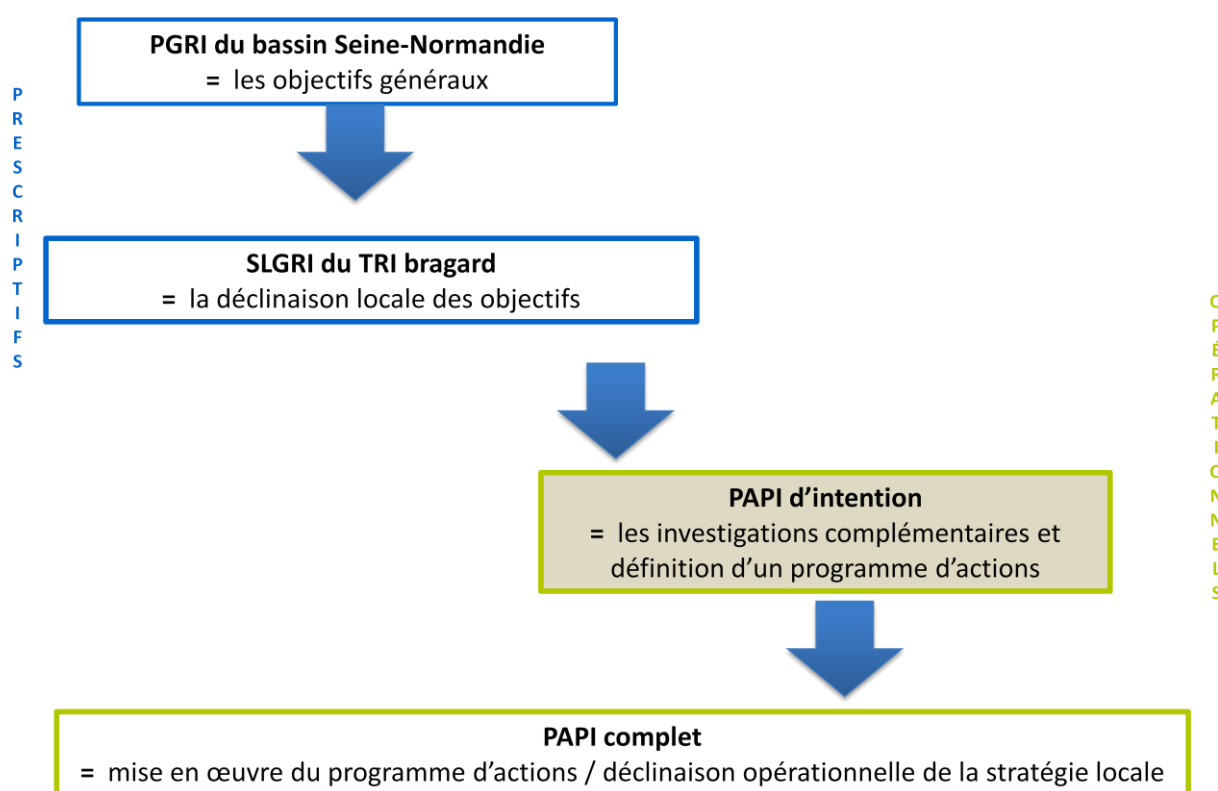 PGRI du bassin Seine-Normandie
= les objectifs généraux
PRESCRIPTIFS
SLGRI du TRI bragard
= la déclinaison locale des objectifs
OPÉRATIONNELS
PAPI d’intention
= les investigations complémentaires et
définition d’un programme d’actions
PAPI complet
= mise en œuvre du programme d’actions / déclinaison opérationnelle de la stratégie locale